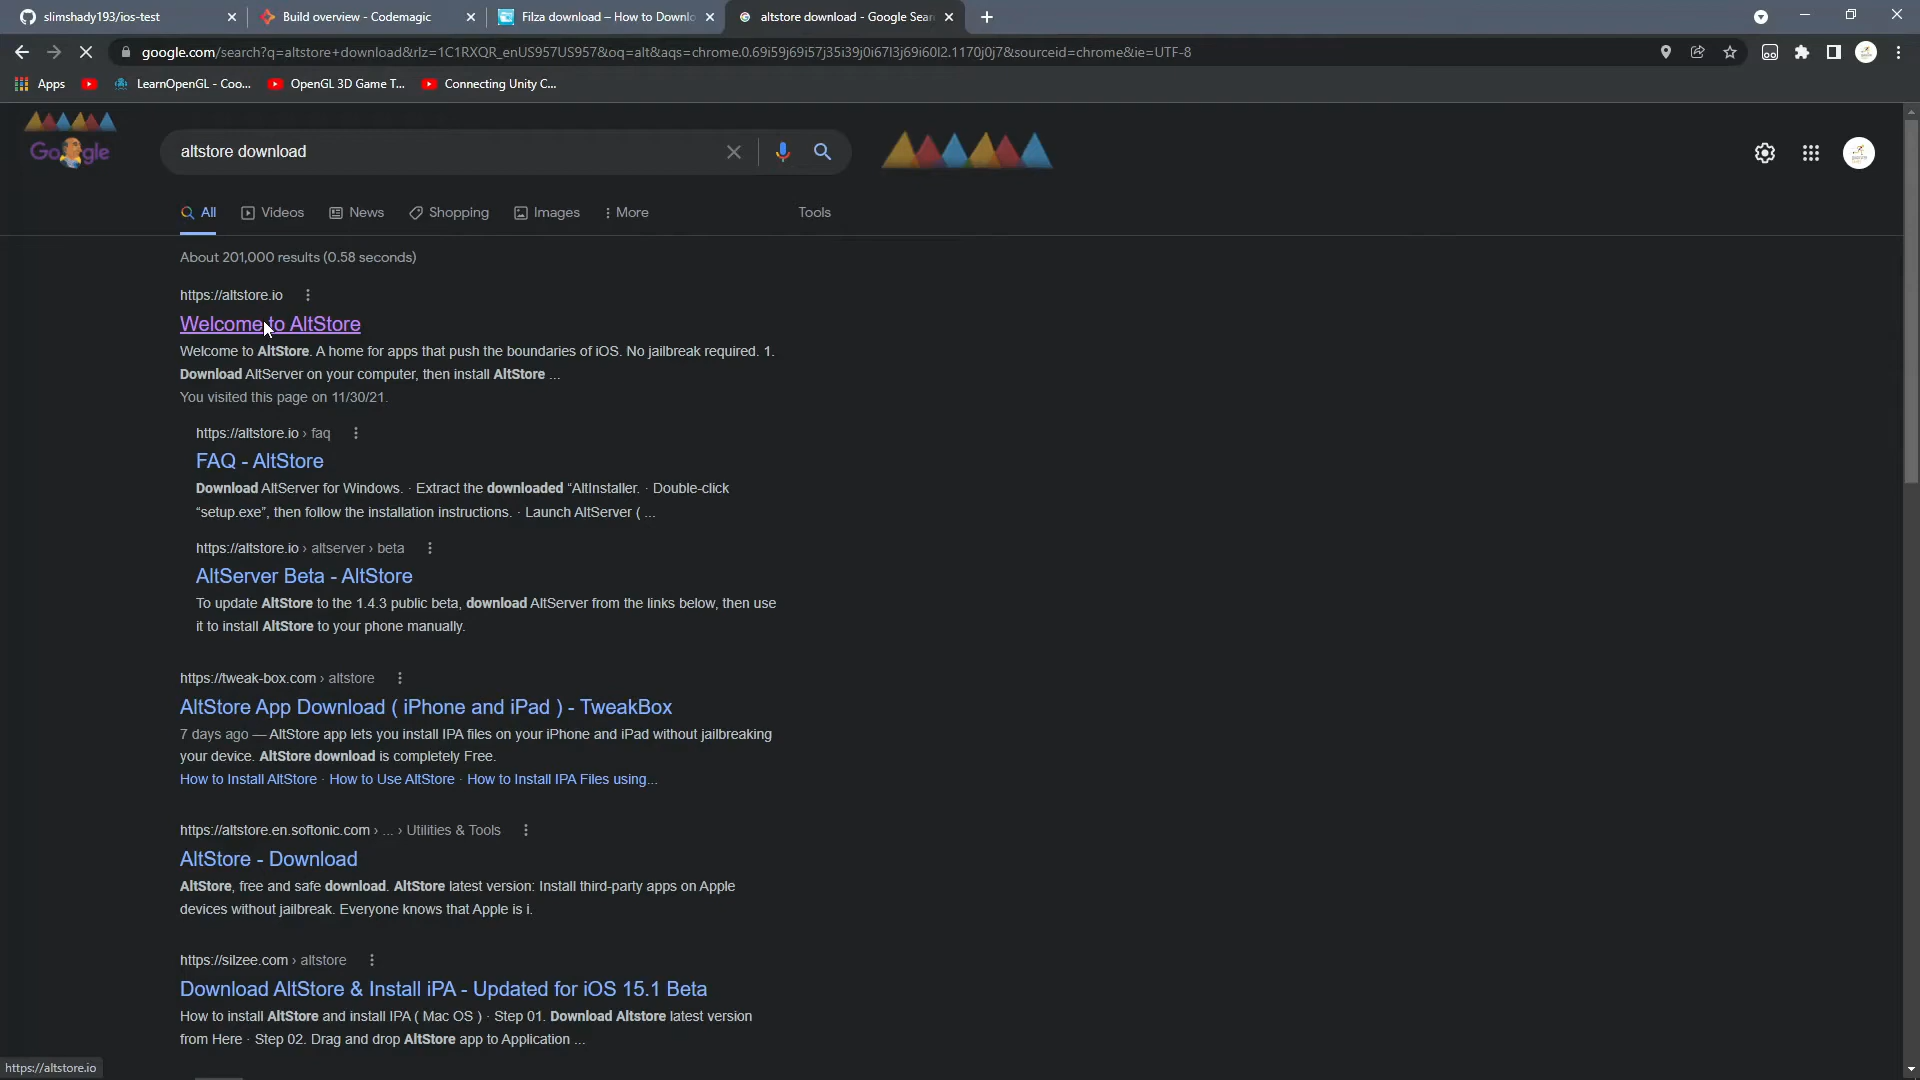 slimshady193/ios-test
Build overview - Codemagic
Filza download – How to Downlo
altstore download - Google Sear
google.com/search?q=altstore+download&rlz=1C1RXQR_enUS957US957&oq=alt&aqs=chrome.0.69i59j69i57j35i39j0i67l3j69i60l2.1170j0j7&sourceid=chrome&ie=UTF-8
Apps
LearnOpenGL - Coo...
OpenGL 3D Game T...
Connecting Unity C...
Google
altstore download
All
Videos
News
Shopping
Images
More
Tools
About 201,000 results (0.58 seconds)
https://altstore.io
Welcome to AltStore
Welcome to AltStore. A home for apps that push the boundaries of iOS. No jailbreak required. 1.
Download AltServer on your computer, then install AltStore ...
You visited this page on 11/30/21.
https://altstore.io › faq
FAQ - AltStore
Download AltServer for Windows. · Extract the downloaded “AltInstaller. · Double-click
“setup.exe”, then follow the installation instructions. · Launch AltServer ( ...
https://altstore.io › altserver › beta
AltServer Beta - AltStore
To update AltStore to the 1.4.3 public beta, download AltServer from the links below, then use
it to install AltStore to your phone manually.
https://tweak-box.com › altstore
AltStore App Download ( iPhone and iPad ) - TweakBox
7 days ago — AltStore app lets you install IPA files on your iPhone and iPad without jailbreaking
your device. AltStore download is completely Free.
How to Install AltStore · How to Use AltStore · How to Install IPA Files using...
https://altstore.en.softonic.com › ... › Utilities & Tools
AltStore - Download
AltStore, free and safe download. AltStore latest version: Install third-party apps on Apple
devices without jailbreak. Everyone knows that Apple is i.
https://silzee.com › altstore
Download AltStore & Install iPA - Updated for iOS 15.1 Beta
How to install AltStore and install IPA ( Mac OS ) · Step 01. Download Altstore latest version
from Here · Step 02. Drag and drop AltStore app to Application ...
https://altstore.io